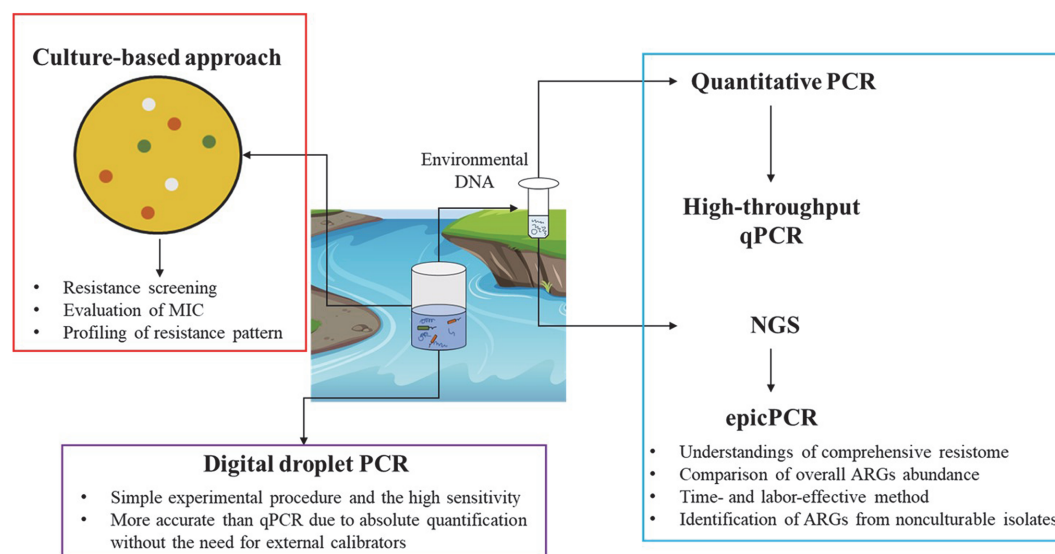 Culture-based approach
• Resistance screening
• Evaluation of MIC
• Profiling of resistance pattern
Environmental
DNA
Quantitative PCR
High-throughput
qPCR
NGS
epicPCR
• Understandings of comprehensive resistome
• Comparison of overall ARGs abundance
• Time- and labor-effective method
• Identification of ARGs from nonculturable isolates
Digital droplet PCR
• Simple experimental procedure and the high sensitivity
• More accurate than qPCR due to absolute quantification
without the need for external calibrators